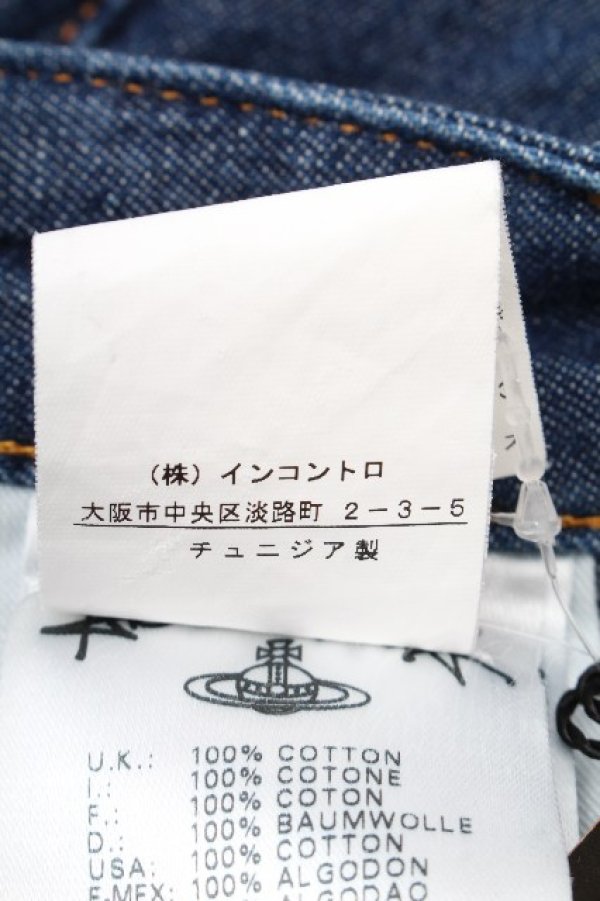 （株）インコントロ
大阪市中央区淡路町 2－3－5
チュニジア製
U.K.: 100% COTTON
I.: 100% COTONE
F.: 100% COTON
D.: 100% BAUMWOLLE
USA: 100% COTTON
E-MEX: 100% ALGODON
100% ALGODAO